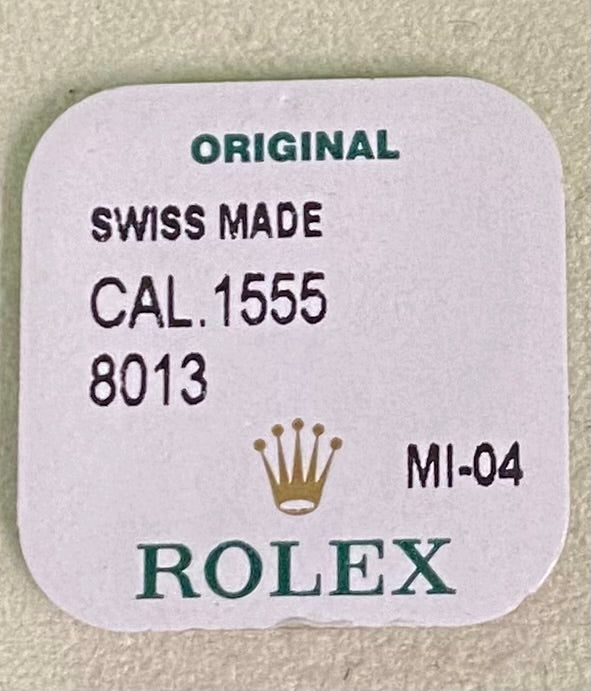 ORIGINAL
SWISS MADE
CAL.1555
8013
MI-04
ROLEX